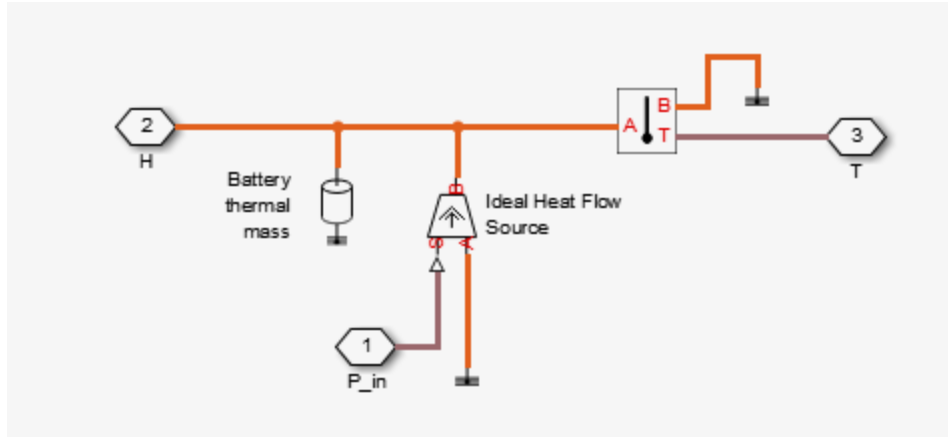 2
H
Battery
thermal
mass
B
Ideal Heat Flow
Source
S
A
1
P_in
A
B
T
3
T